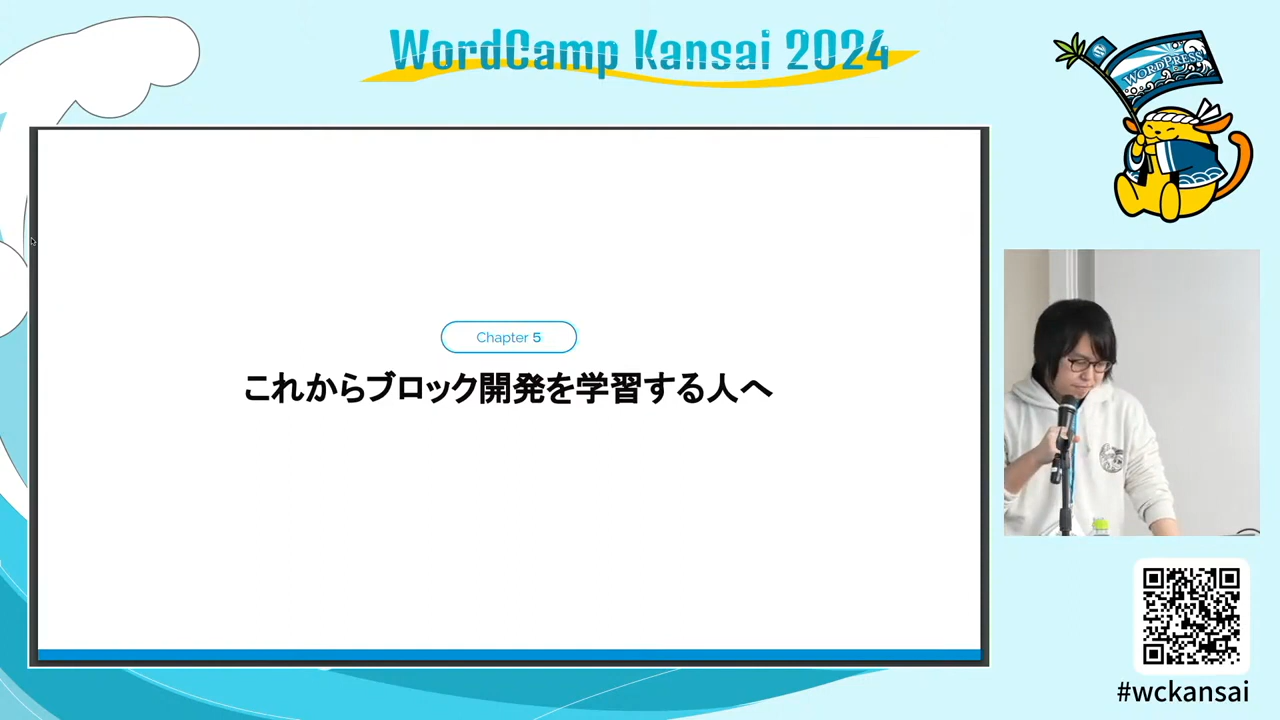 WordCamp Kansai 2024
WORDPRESS
Chapter 5
これからブロック開発を学習する人へ
#wckansai